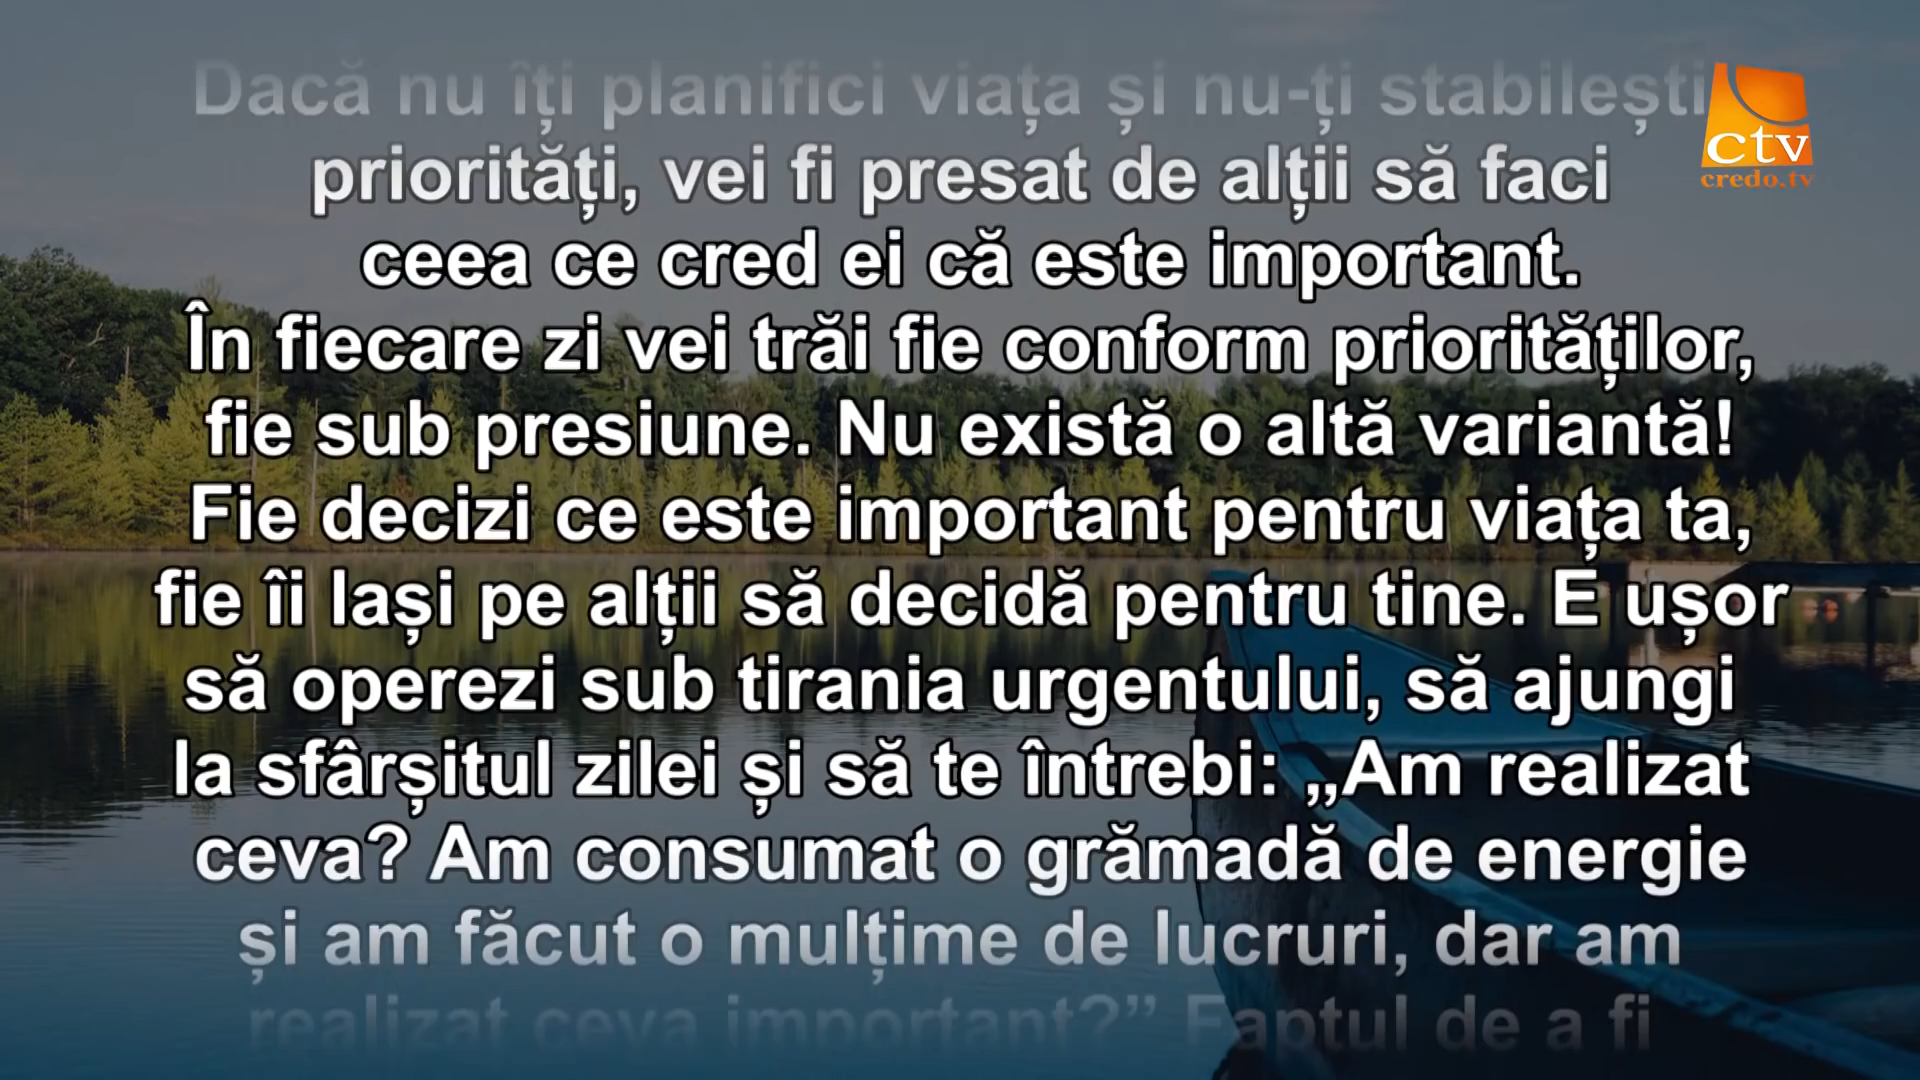 Dacă nu îți planifici viața și nu-ți stabilești
priorități, vei fi presat de alții să faci
ceea ce cred ei că este important.
În fiecare zi vei trăi fie conform priorităților,
fie sub presiune. Nu există o altă variantă!
Fie decizi ce este important pentru viața ta,
fie îi lași pe alții să decidă pentru tine. E ușor
să operezi sub tirania urgentului, să ajungi
la sfârșitul zilei și să te întrebi: „Am realizat
ceva? Am consumat o grămadă de energie
și am făcut o mulțime de lucruri, dar am
realizat ceva important?” Faptul de a fi
ctv
credo.tv